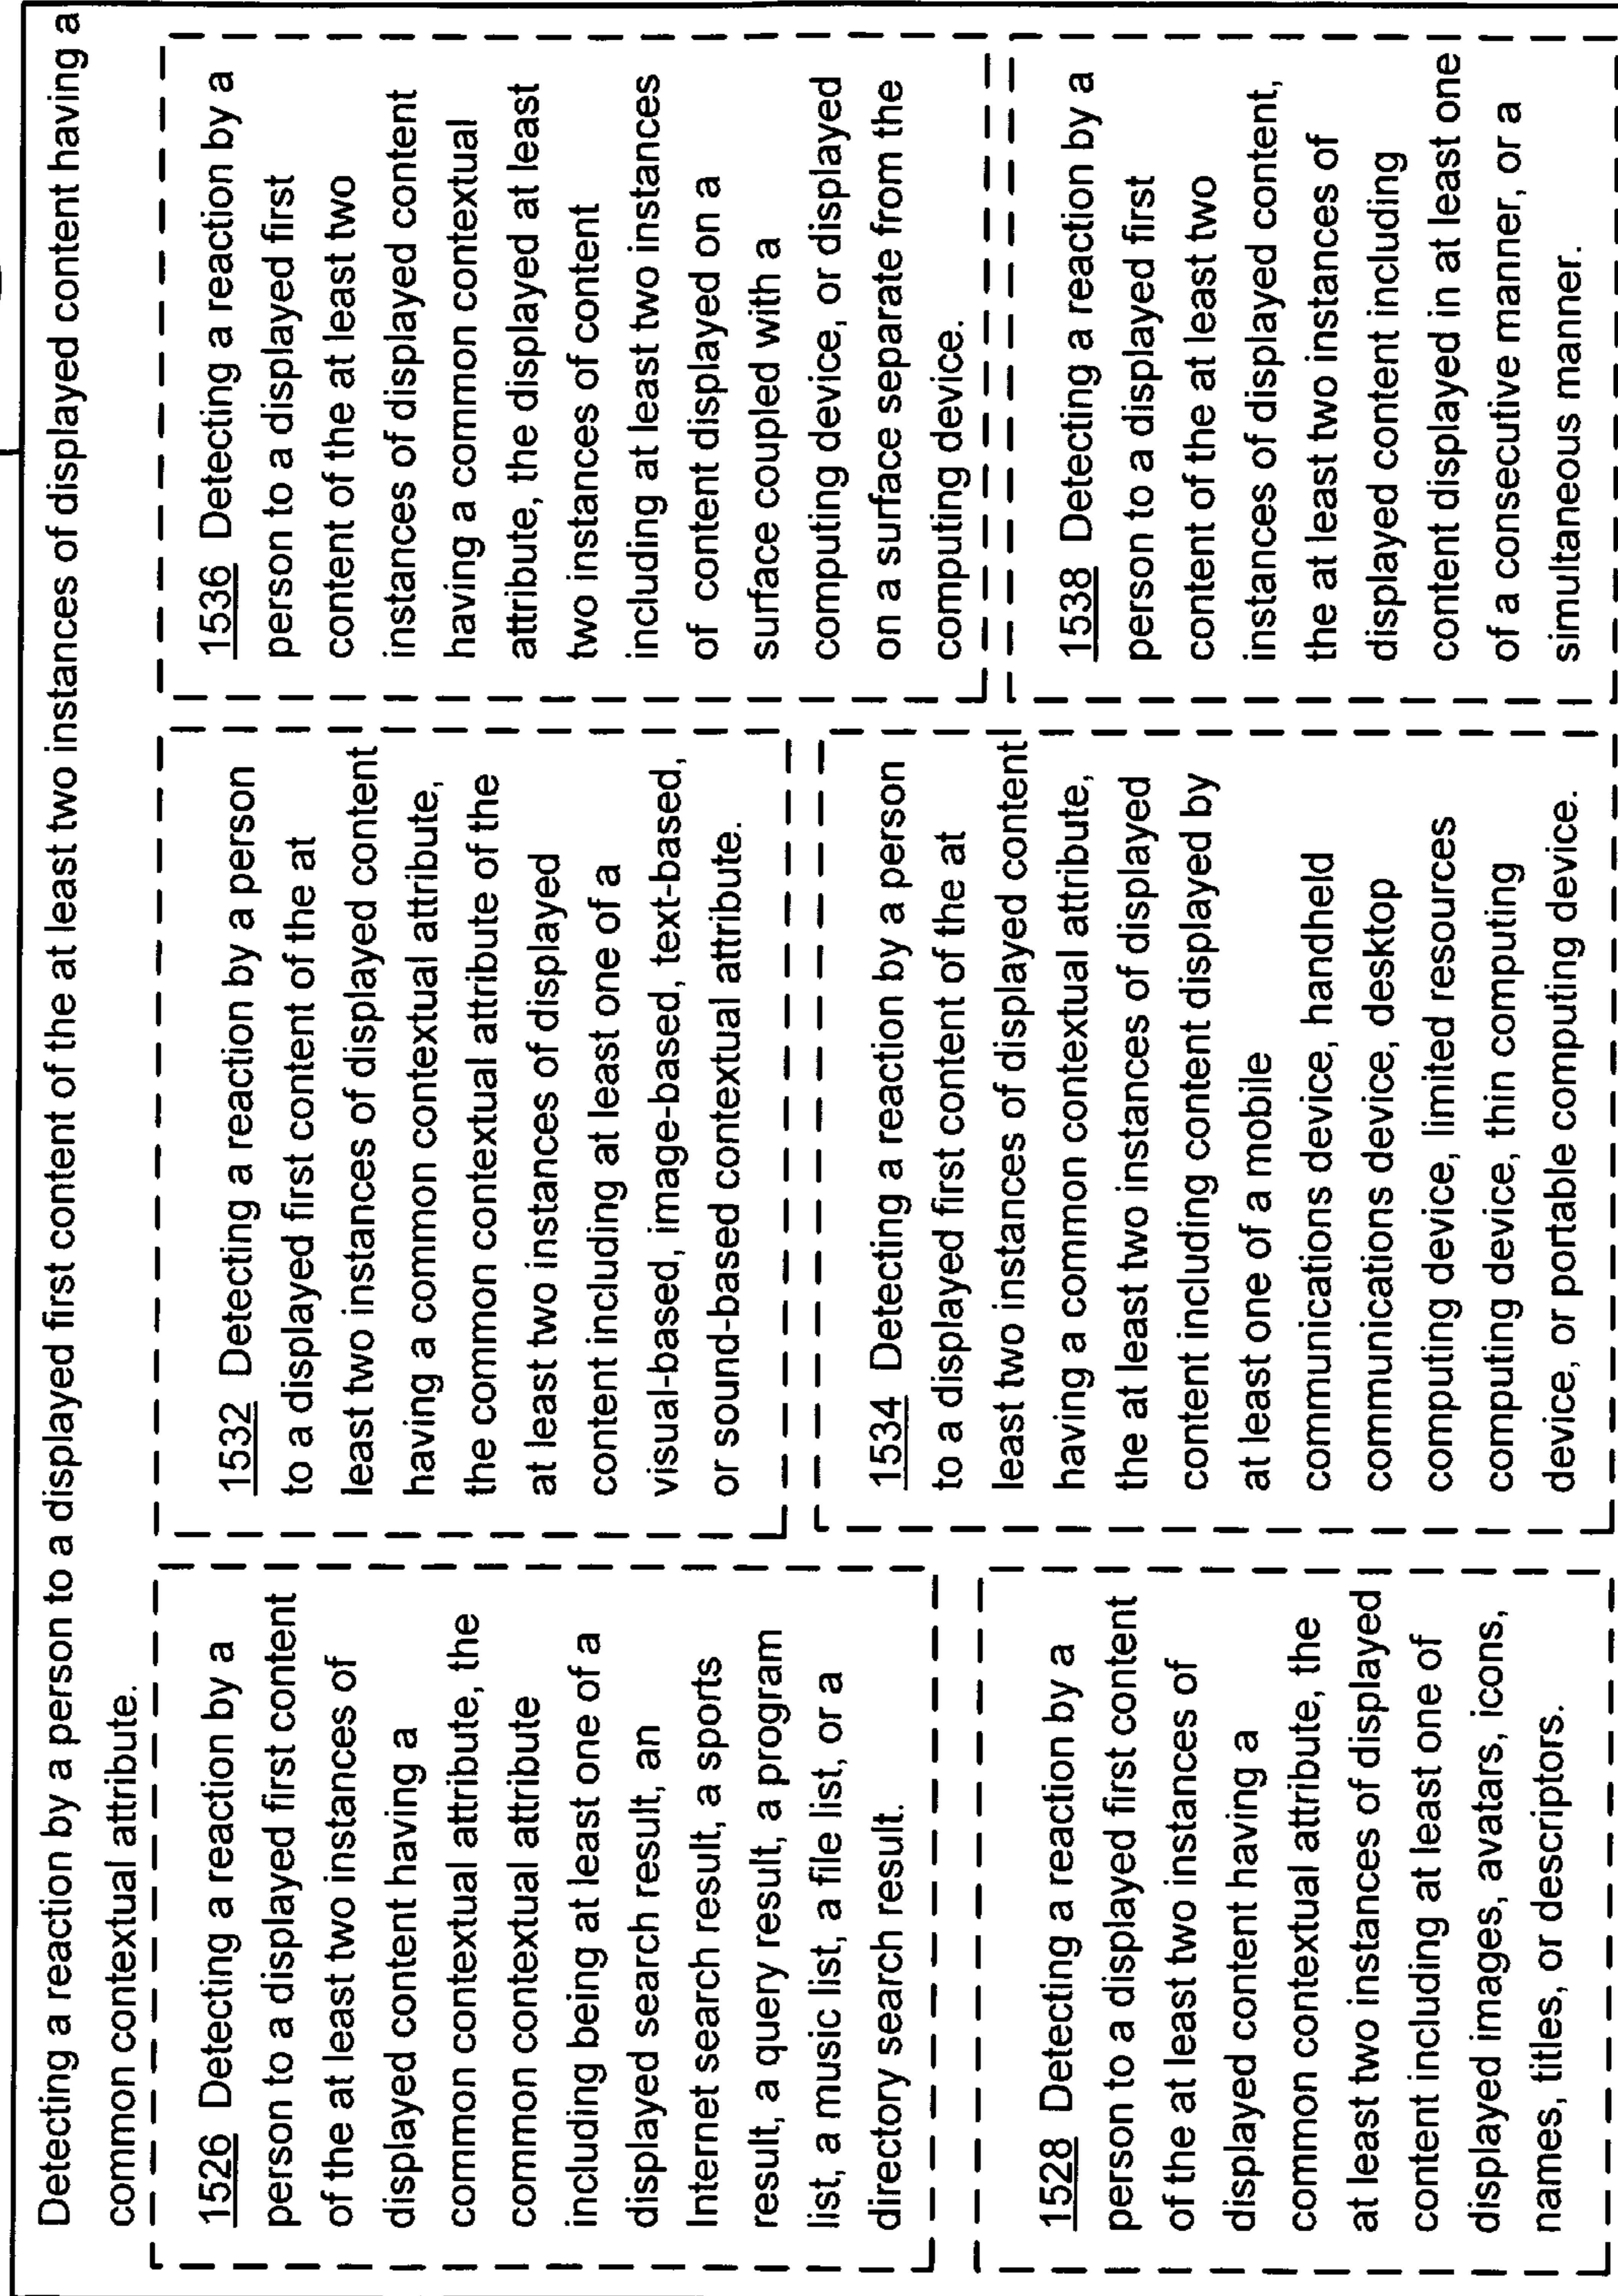 Detecting a reaction by a person to a displayed first content of the at least two instances of displayed content having a
common contextual attribute.
1526 Detecting a reaction by a
person to a displayed first content
of the at least two instances of
displayed content having a
common contextual attribute, the
common contextual attribute
including being at least one of a
displayed search result, an
Internet search result, a sports
result, a query result, a program
list, a music list, a file list, or a
directory search result.
1528 Detecting a reaction by a
person to a displayed first content
of the at least two instances of
displayed content having a
common contextual attribute, the
at least two instances of displayed
content including at least one of
displayed images, avatars, icons,
names, titles, or descriptors.
1532 Detecting a reaction by a person
to a displayed first content of the at
least two instances of displayed content
having a common contextual attribute,
the common contextual attribute of the
at least two instances of displayed
content including at least one of a
visual-based, image-based, text-based,
or sound-based contextual attribute.
1534 Detecting a reaction by a person
to a displayed first content of the at
least two instances of displayed content
having a common contextual attribute,
the at least two instances of displayed
content including content displayed by
at least one of a mobile
communications device, handheld
communications device, desktop
computing device, limited resources
computing device, thin computing
device, or portable computing device.
1536 Detecting a reaction by a
person to a displayed first
content of the at least two
instances of displayed content
having a common contextual
attribute, the displayed at least
two instances of content
including at least two instances
of content displayed on a
surface coupled with a
computing device, or displayed
on a surface separate from the
computing device.
1538 Detecting a reaction by a
person to a displayed first
content of the at least two
instances of displayed content,
the at least two instances of
displayed content including
content displayed in at least one
of a consecutive manner, or a
simultaneous manner.